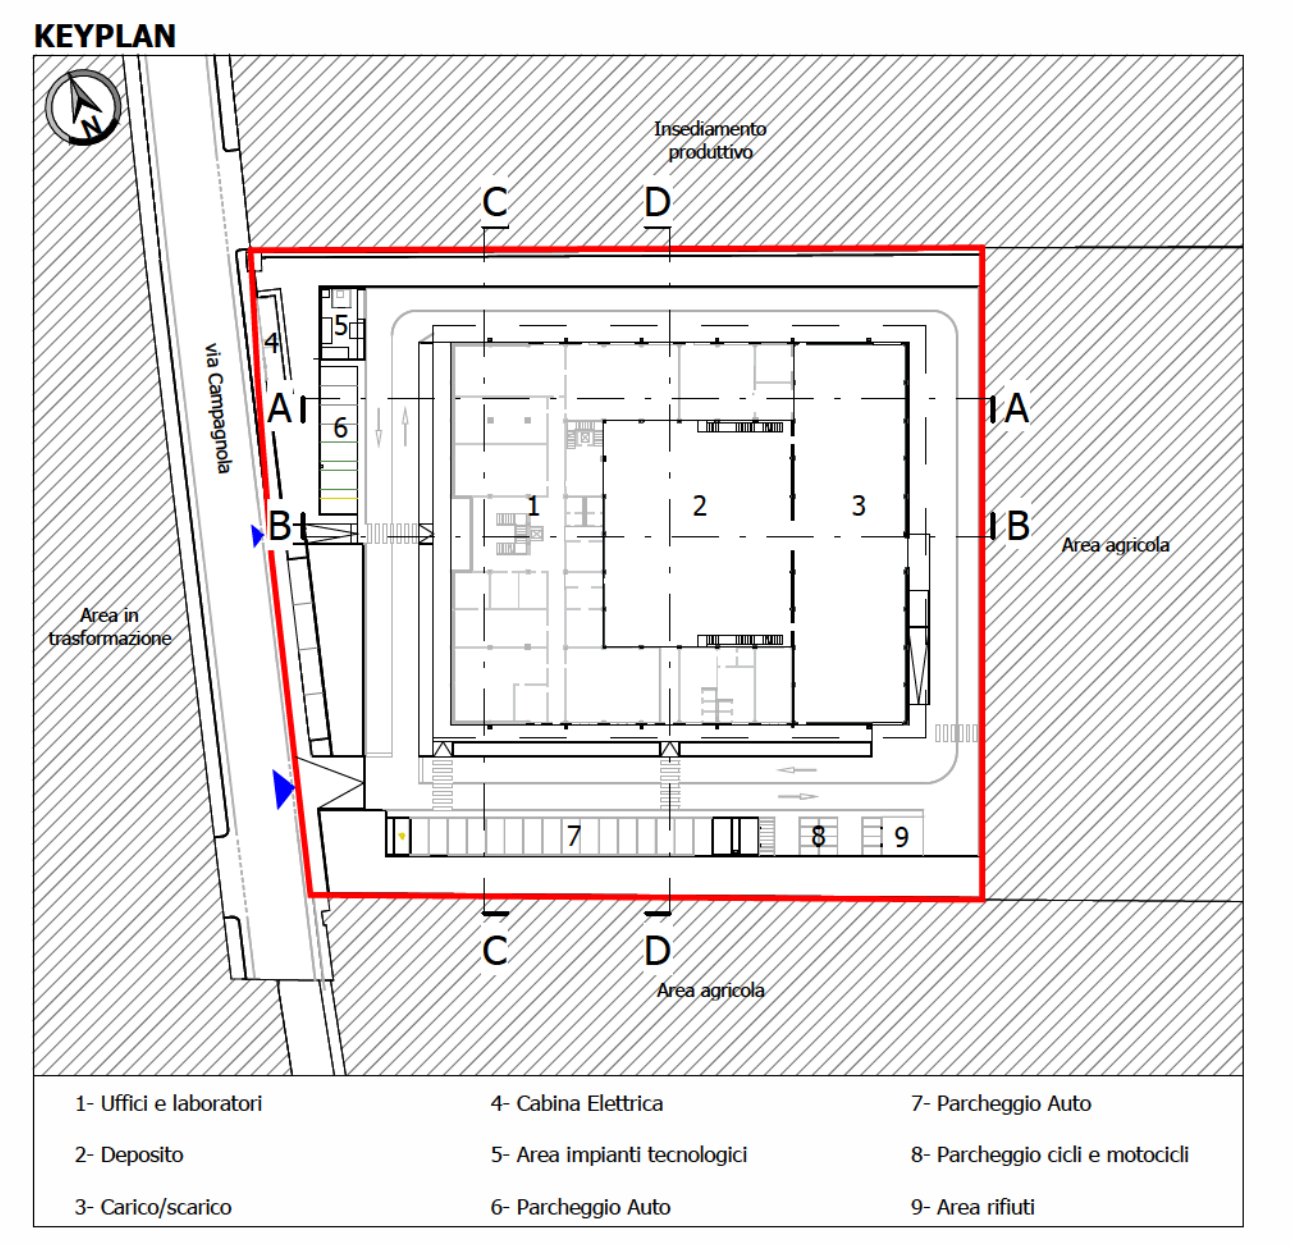 KEYPLAN
N
Insediamento
produttivo
C
D
5
4
via Campagnola
A
A
6
1
2
3
B
B
Area agricola
Area in
trasformazione
7
8
9
C
D
Area agricola
1- Uffici e laboratori
4- Cabina Elettrica
7- Parcheggio Auto
2- Deposito
5- Area impianti tecnologici
8- Parcheggio cicli e motocicli
3- Carico/scarico
6- Parcheggio Auto
9- Area rifiuti